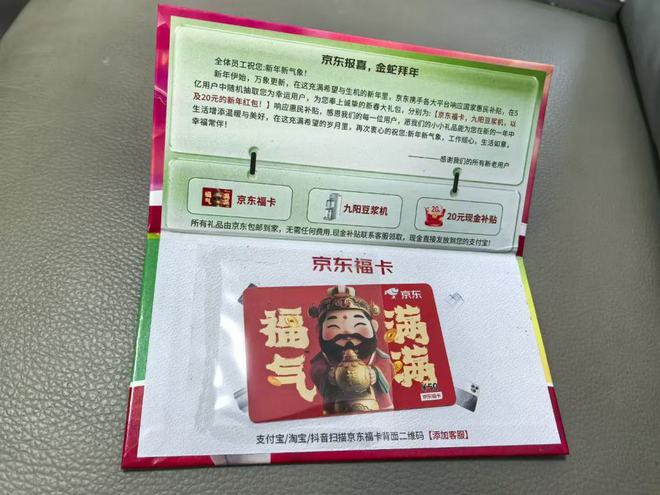 京东报喜，金蛇拜年
全体员工祝您:新年新气象!
新年伊始，万象更新，在这充满希望与生机的新年里，京东携手各大平台响应国家惠民补贴，在5
亿用户中随机抽取您为幸运用户，为您奉上诚挚的新春大礼包，分别为:【京东福卡，九阳豆浆机，以
及20元的新年红包！】响应惠民补贴，感恩我们的每一位用户，愿我们的小小礼品能为您在新的一年中
生活增添温暖与美好，在这充满希望的岁月里，再次衷心的祝您:新年新气象，工作顺心，生活如意，
幸福常伴!
———感谢我们的所有新老用户
京东福卡
九阳豆浆机
20元现金补贴
所有礼品由京东包邮到家，无需任何费用.现金补贴联系客服领取，现金直接发放到您的支付宝!
京东福卡
京东
福气
满满
¥50
京东福卡
支付宝/淘宝/抖音扫描京东福卡背面二维码【添加客服】